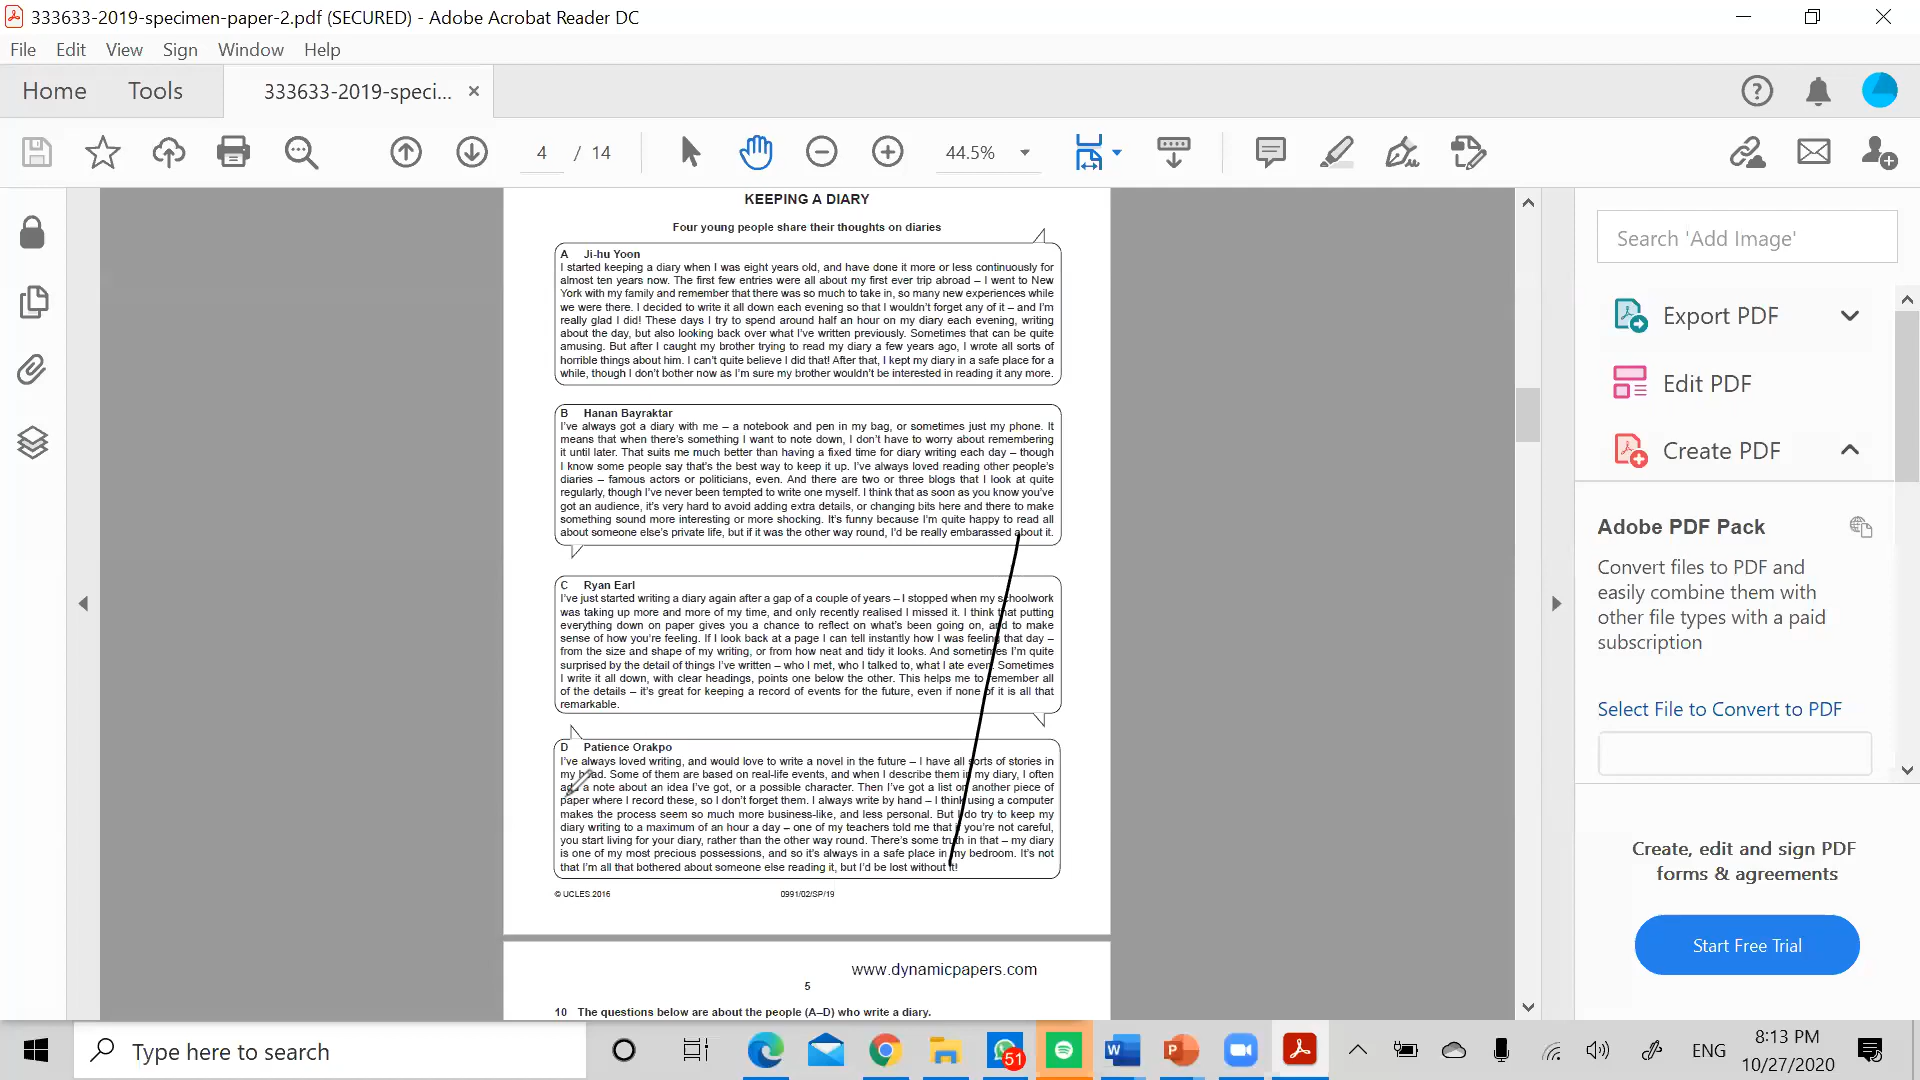 333633-2019-specimen-paper-2.pdf (SECURED) - Adobe Acrobat Reader DC
File Edit View Sign Window Help
Home Tools 333633-2019-speci... ×
4 / 14 44.5%
KEEPING A DIARY
Four young people share their thoughts on diaries
A Ji-hu Yoon
I started keeping a diary when I was eight years old, and have done it more or less continuously for
almost ten years now. The first few entries were all about my first ever trip abroad – I went to New
York with my family and remember that there was so much to take in, so many new experiences while
we were there. I decided to write it all down each evening so that I wouldn't forget any of it – and I'm
really glad I did! These days I try to spend around half an hour on my diary each evening, writing
about the day, but also looking back over what I've written previously. Sometimes that can be quite
amusing. But after I caught my brother trying to read my diary a few years ago, I wrote all sorts of
horrible things about him. I can't quite believe I did that! After that, I kept my diary in a safe place for a
while, though I don't bother now as I'm sure my brother wouldn't be interested in reading it any more.
B Hanan Bayraktar
I've always got a diary with me – a notebook and pen in my bag, or sometimes just my phone. It
means that when there's something I want to note down, I don't have to worry about remembering
it until later. That suits me much better than having a fixed time for diary writing each day – though
I know some people say that's the best way to keep it up. I've always loved reading other people's
diaries – famous actors or politicians, even. And there are two or three blogs that I look at quite
regularly, though I've never been tempted to write one myself. I think that as soon as you know you've
got an audience, it's very hard to avoid adding extra details, or changing bits here and there to make
something sound more interesting or more shocking. It's funny because I'm quite happy to read all
about someone else's private life, but if it was the other way round, I'd be really embarassed about it.
C Ryan Earl
I've just started writing a diary again after a gap of a couple of years – I stopped when my schoolwork
was taking up more and more of my time, and only recently realised I missed it. I think that putting
everything down on paper gives you a chance to reflect on what's been going on, and to make
sense of how you're feeling. If I look back at a page I can tell instantly how I was feeling that day –
from the size and shape of my writing, or from how neat and tidy it looks. And sometimes I'm quite
surprised by the detail of things I've written – who I met, who I talked to, what I ate even. Sometimes
I write it all down, with clear headings, points one below the other. This helps me to remember all
of the details – it's great for keeping a record of events for the future, even if none of it is all that
remarkable.
D Patience Orakpo
I've always loved writing, and would love to write a novel in the future – I have all sorts of stories in
my head. Some of them are based on real-life events, and when I describe them in my diary, I often
add a note about an idea I've got, or a possible character. Then I've got a list on another piece of
paper where I record these, so I don't forget them. I always write by hand – I think using a computer
makes the process seem so much more business-like, and less personal. But I do try to keep my
diary writing to a maximum of an hour a day – one of my teachers told me that if you're not careful,
you start living for your diary, rather than the other way round. There's some truth in that – my diary
is one of my most precious possessions, and so it's always in a safe place in my bedroom. It's not
that I'm all that bothered about someone else reading it, but I'd be lost without it!
© UCLES 2016 0991/02/SP/19
www.dynamicpapers.com
5
10 The questions below are about the people (A–D) who write a diary.
Search 'Add Image'
Export PDF
Edit PDF
Create PDF
Adobe PDF Pack
Convert files to PDF and
easily combine them with
other file types with a paid
subscription
Select File to Convert to PDF
Create, edit and sign PDF
forms & agreements
Start Free Trial
Type here to search
51
ENG
8:13 PM
10/27/2020